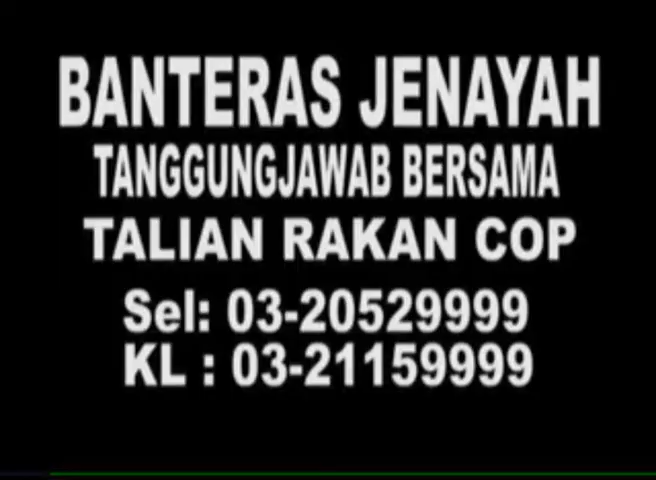 BANTERAS JENAYAH
TANGGUNGJAWAB BERSAMA
TALIAN RAKAN COP
Sel: 03-20529999
KL : 03-21159999